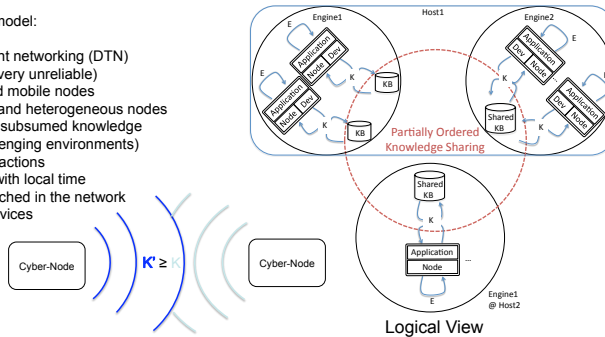 model:
nt networking (DTN)
very unreliable)
d mobile nodes
and heterogeneous nodes
subsumed knowledge
enging environments)
actions
with local time
ched in the network
vices
Cyber-Node
K' ≥ K
Cyber-Node
Host1
Engine1
E
Application
Node
Dev
K
KB
E
Application
Node
Dev
K
KB
Engine2
Application
Dev
Node
E
K
Shared
KB
Application
Dev
Node
E
K
...
Partially Ordered
Knowledge Sharing
Shared
KB
K
Application
Node
...
E
Engine1
@ Host2
Logical View